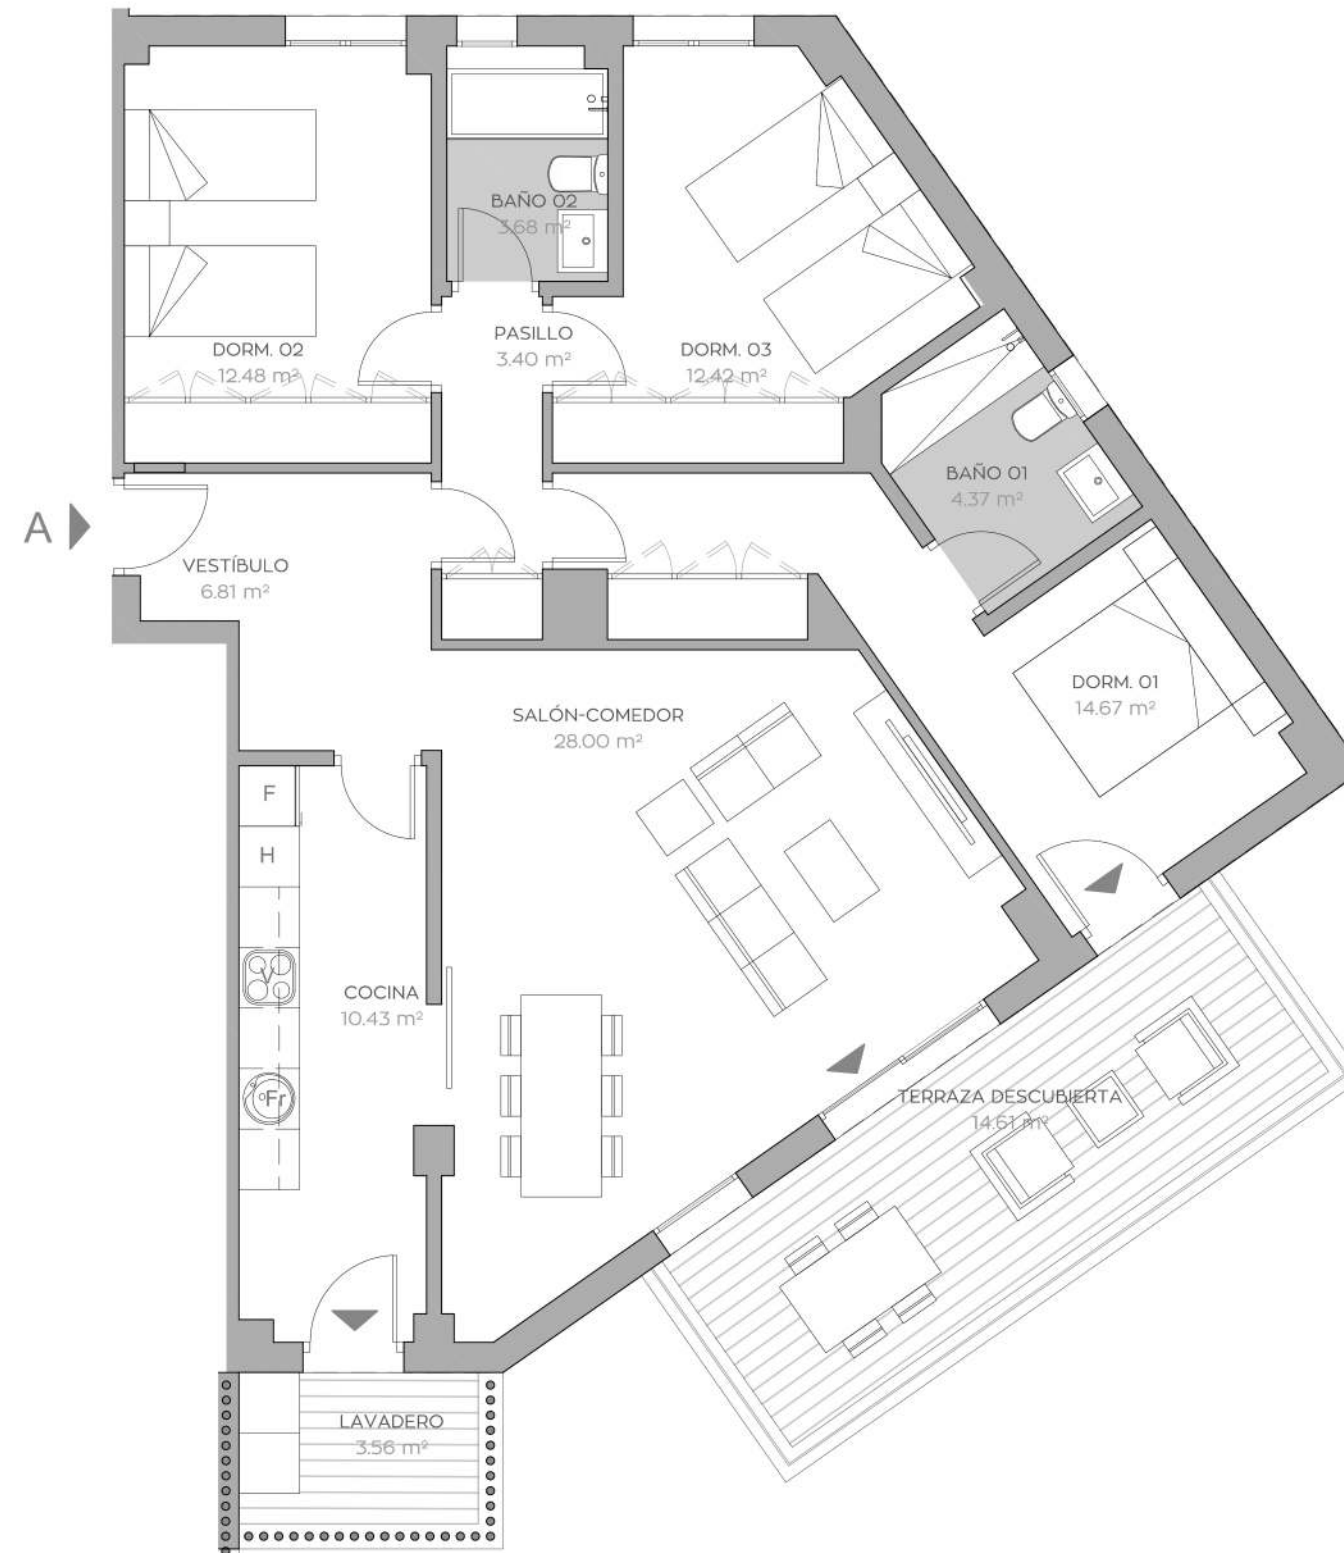 BAÑO 02
3.68 m²
PASILLO
3.40 m²
DORM. 02
12.48 m²
DORM. 03
12.42 m²
BAÑO 01
4.37 m²
A
VESTÍBULO
6.81 m²
DORM. 01
14.67 m²
SALÓN-COMEDOR
28.00 m²
F
H
COCINA
10.43 m²
Fr
TERRAZA DESCUBIERTA
14.61 m²
LAVADERO
3.56 m²